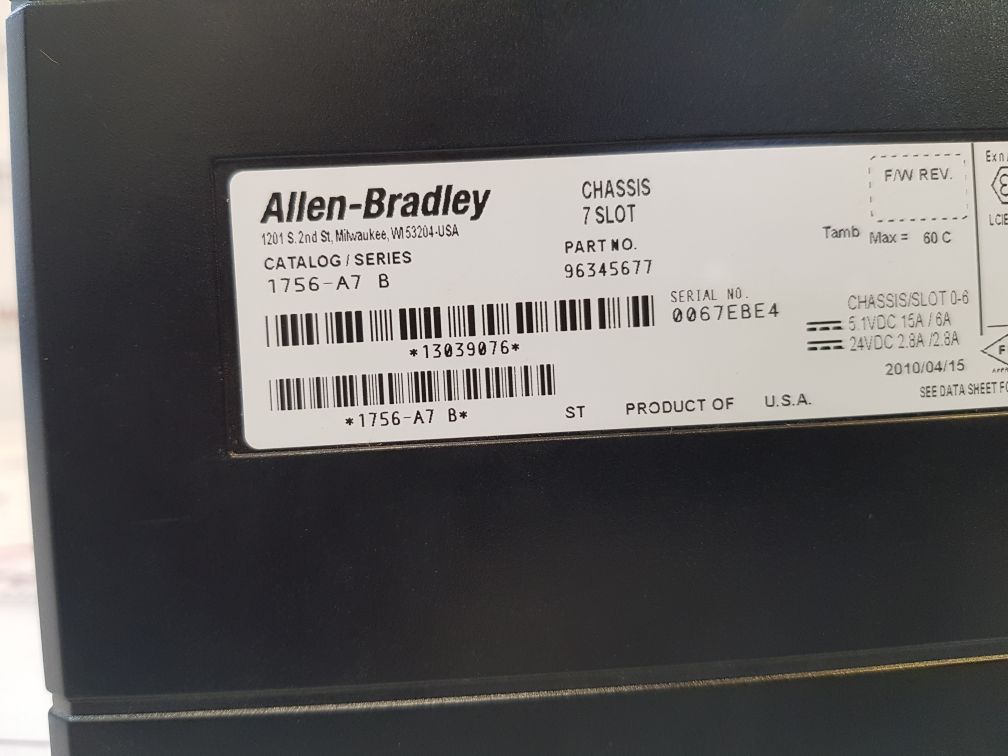 Allen-Bradley
1201 S. 2nd St, Milwaukee, WI 53204-USA
CATALOG / SERIES
1756-A7 B
CHASSIS
7 SLOT
PART NO.
96345677
F/W REV.
Tamb Max = 60 C
SERIAL NO.
0067EBE4
*13039076*
*1756-A7 B*
CHASSIS/SLOT 0-6
5.1VDC 15A / 6A
24VDC 2.8A /2.8A
2010/04/15
SEE DATA SHEET
ST PRODUCT OF U.S.A.
Ex n
LCIE
F